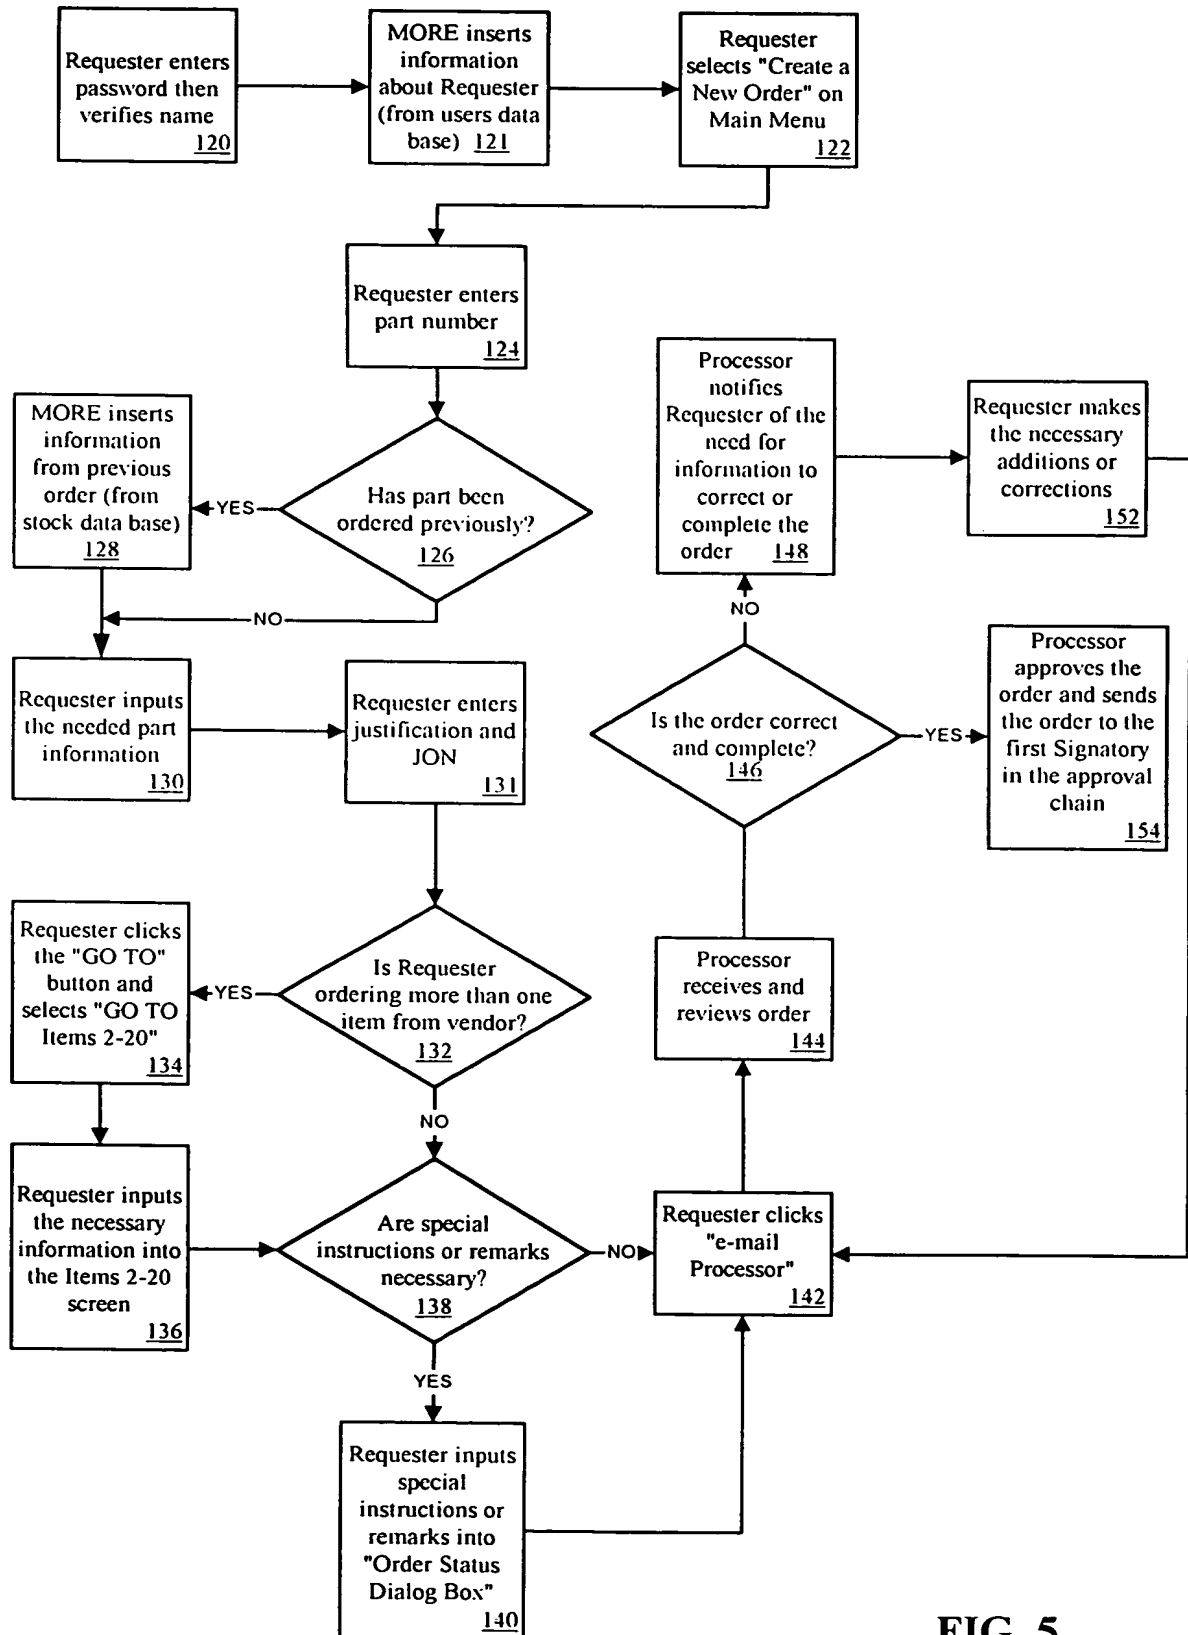 Requester enters
password then
verifies name
120
MORE inserts
information
about Requester
(from users data
base) 121
Requester
selects "Create a
New Order" on
Main Menu
122
Requester enters
part number
124
Has part been
ordered previously?
126
YES
NO
MORE inserts
information
from previous
order (from
stock data base)
128
Requester inputs
the needed part
information
130
Requester enters
justification and
JON
131
Is Requester
ordering more than one
item from vendor?
132
YES
NO
Requester clicks
the "GO TO"
button and
selects "GO TO
Items 2-20"
134
Requester inputs
the necessary
information into
the Items 2-20
screen
136
Are special
instructions or remarks
necessary?
138
NO
YES
Requester inputs
special
instructions or
remarks into
"Order Status
Dialog Box"
140
Requester clicks
"e-mail
Processor"
142
Processor
receives and
reviews order
144
Is the order correct
and complete?
146
NO
YES
Processor
notifies
Requester of the
need for
information to
correct or
complete the
order 148
Requester makes
the necessary
additions or
corrections
152
Processor
approves the
order and sends
the order to the
first Signatory
in the approval
chain
154
FIG. 5